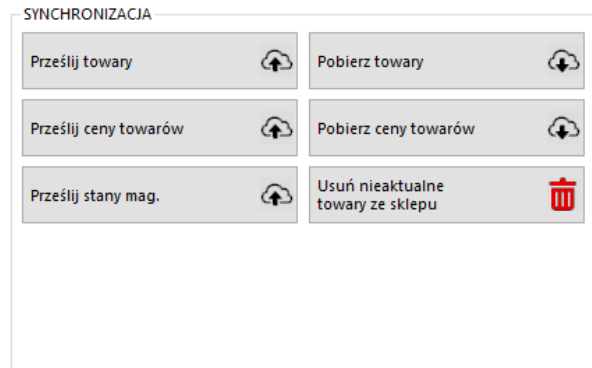 SYNCHRONIZACJA
Prześlij towary
Pobierz towary
Prześlij ceny towarów
Pobierz ceny towarów
Prześlij stany mag.
Usuń nieaktualne
towary ze sklepu